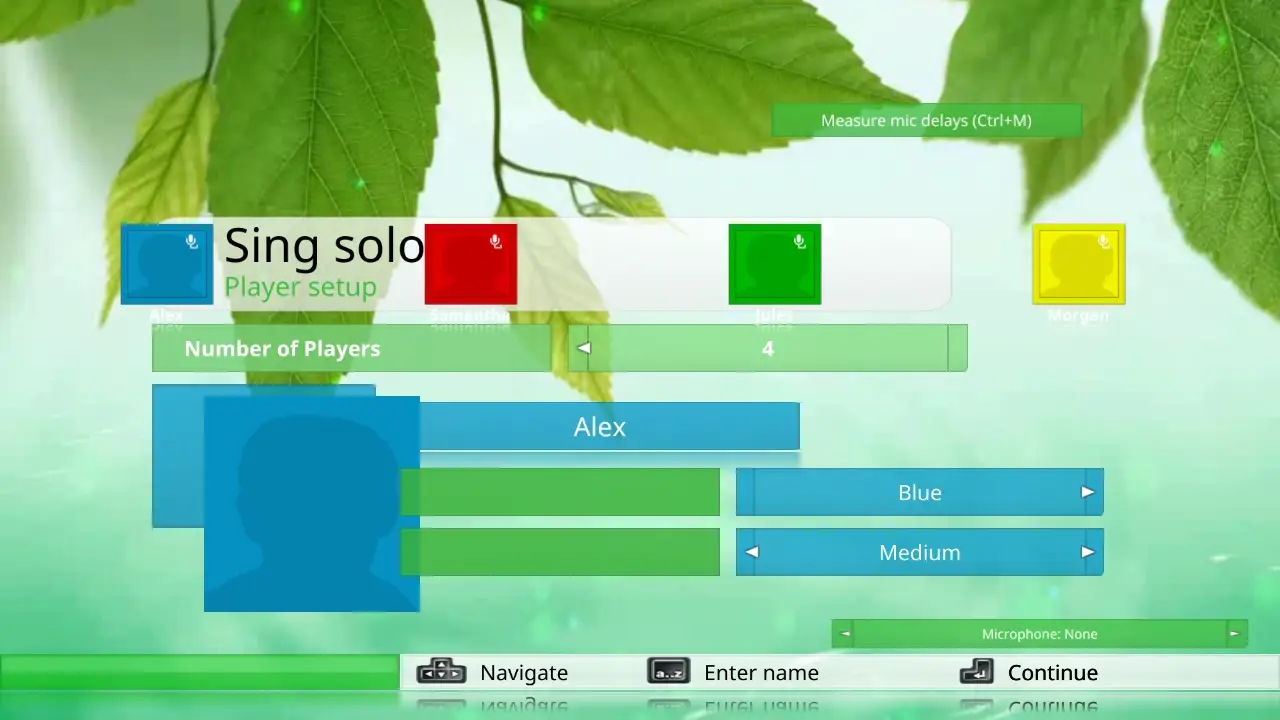 Measure mic delays (Ctrl+M)
Sing solo
Player setup
Alex
Samantha
Jules
Morgan
Number of Players
4
Alex
Blue
Medium
Microphone: None
a..z
Navigate
Enter name
Continue